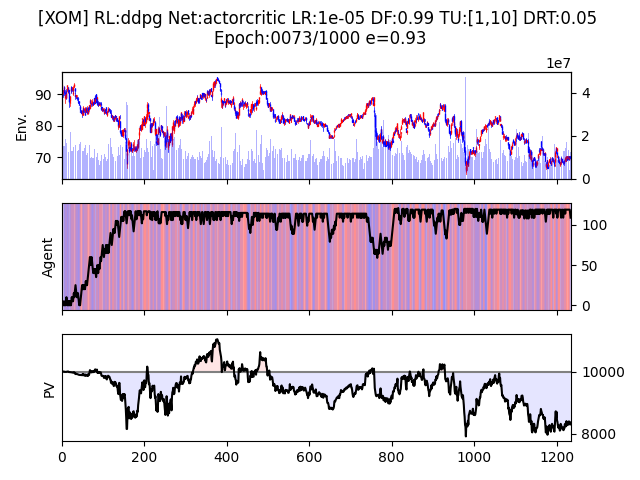 [XOM] RL:ddpg Net:actorcritic LR:1e-05 DF:0.99 TU:[1,10] DRT:0.05
Epoch:0073/1000 e=0.93
1e7
90
80
70
Env.
4
2
0
Agent
100
50
0
PV
10000
8000
0 200 400 600 800 1000 1200